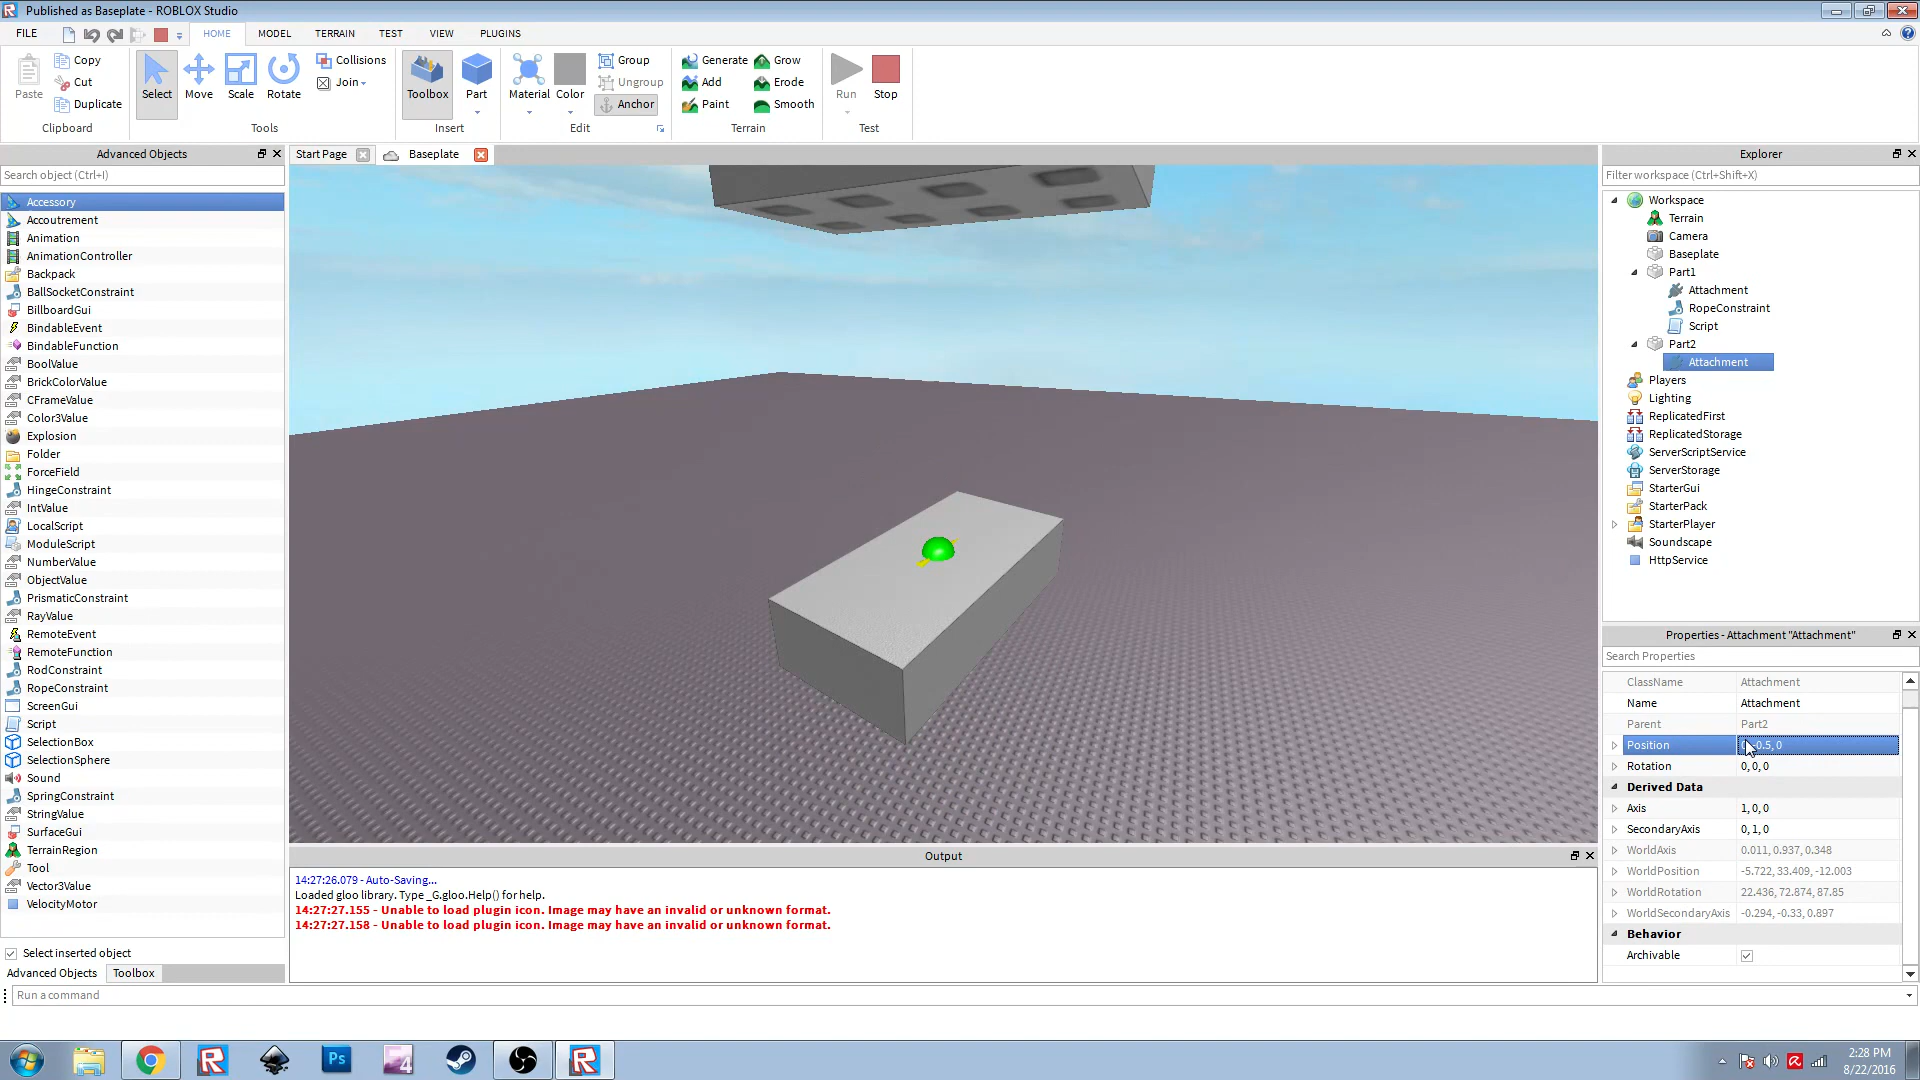 Published as Baseplate - ROBLOX Studio
FILE HOME MODEL TERRAIN TEST VIEW PLUGINS
Paste Copy Cut Duplicate
Select Move Scale Rotate Collisions Join
Toolbox Part Material Color Group Ungroup Anchor
Generate Add Paint Grow Erode Smooth
Run Stop
Clipboard Tools Insert Edit Terrain Test
Advanced Objects
Search object (Ctrl+I)
Accessory
Accoutrement
Animation
AnimationController
Backpack
BallSocketConstraint
BillboardGui
BindableEvent
BindableFunction
BoolValue
BrickColorValue
CFrameValue
Color3Value
Explosion
Folder
ForceField
HingeConstraint
IntValue
LocalScript
ModuleScript
NumberValue
ObjectValue
PrismaticConstraint
RayValue
RemoteEvent
RemoteFunction
RodConstraint
RopeConstraint
ScreenGui
Script
SelectionBox
SelectionSphere
Sound
SpringConstraint
StringValue
SurfaceGui
TerrainRegion
Tool
Vector3Value
VelocityMotor
Select inserted object
Advanced Objects Toolbox
Start Page Baseplate
Output
14:27:26.079 - Auto-Saving...
Loaded gloo library. Type _G.gloo.Help() for help.
14:27:27.155 - Unable to load plugin icon. Image may have an invalid or unknown format.
14:27:27.158 - Unable to load plugin icon. Image may have an invalid or unknown format.
Explorer
Filter workspace (Ctrl+Shift+X)
Workspace
Terrain
Camera
Baseplate
Part1
Attachment
RopeConstraint
Script
Part2
Attachment
Players
Lighting
ReplicatedFirst
ReplicatedStorage
ServerScriptService
ServerStorage
StarterGui
StarterPack
StarterPlayer
Soundscape
HttpService
Properties - Attachment "Attachment"
Search Properties
ClassName Attachment
Name Attachment
Parent Part2
Position 0.5, 0
Rotation 0, 0, 0
Derived Data
Axis 1, 0, 0
SecondaryAxis 0, 1, 0
WorldAxis 0.011, 0.937, 0.348
WorldPosition -5.722, 33.409, -12.003
WorldRotation 22.436, 72.874, 87.85
WorldSecondaryAxis -0.294, -0.33, 0.897
Behavior
Archivable
Run a command
Ps
4
2:28 PM
8/22/2016